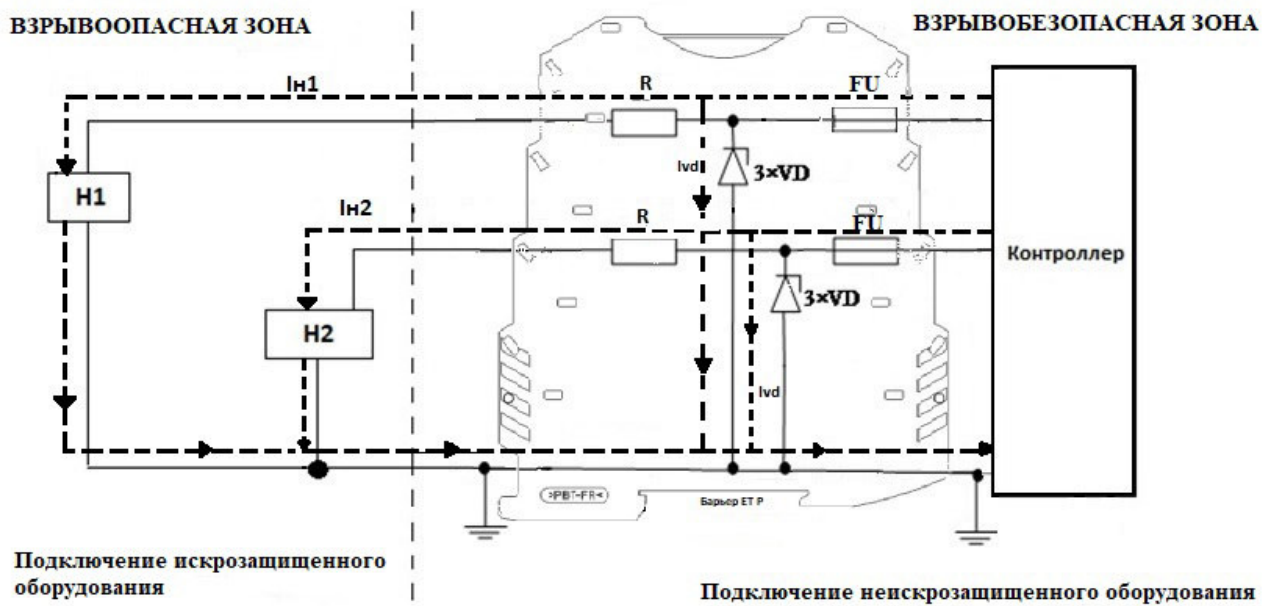 ВЗРЫВООПАСНАЯ ЗОНА
ВЗРЫВОБЕЗОПАСНАЯ ЗОНА
Iн1
R
FU
Ivd
3×VD
H1
Iн2
R
FU
Контроллер
3×VD
H2
Ivd
>PBT-FR<
Барьер ET P
Подключение искрозащищенного
оборудования
Подключение неискрозащищенного оборудования